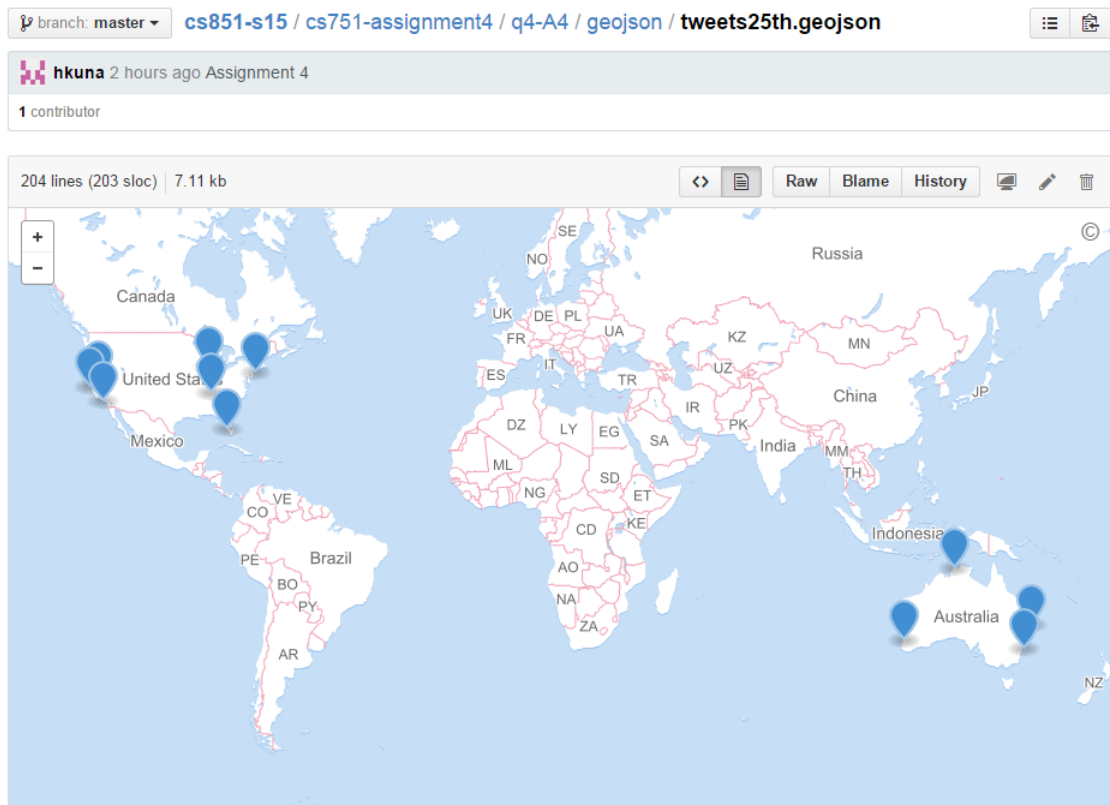 branch: master cs851-s15 / cs751-assignment4 / q4-A4 / geojson / tweets25th.geojson
hkuna 2 hours ago Assignment 4
1 contributor
204 lines (203 sloc) 7.11 kb Raw Blame History
+
−
©
SE
Russia
NO
Canada
UK DE PL
UA
FR
KZ
MN
IT
UZ
ES
United States
TR
China
JP
IR
PK
DZ LY EG
SA
India
Mexico
MM
TH
ML
SD
NG
ET
VE
CO
KE
CD
Indonesia
PE
Brazil
AO
BO
NA
PY
Australia
ZA
AR
NZ